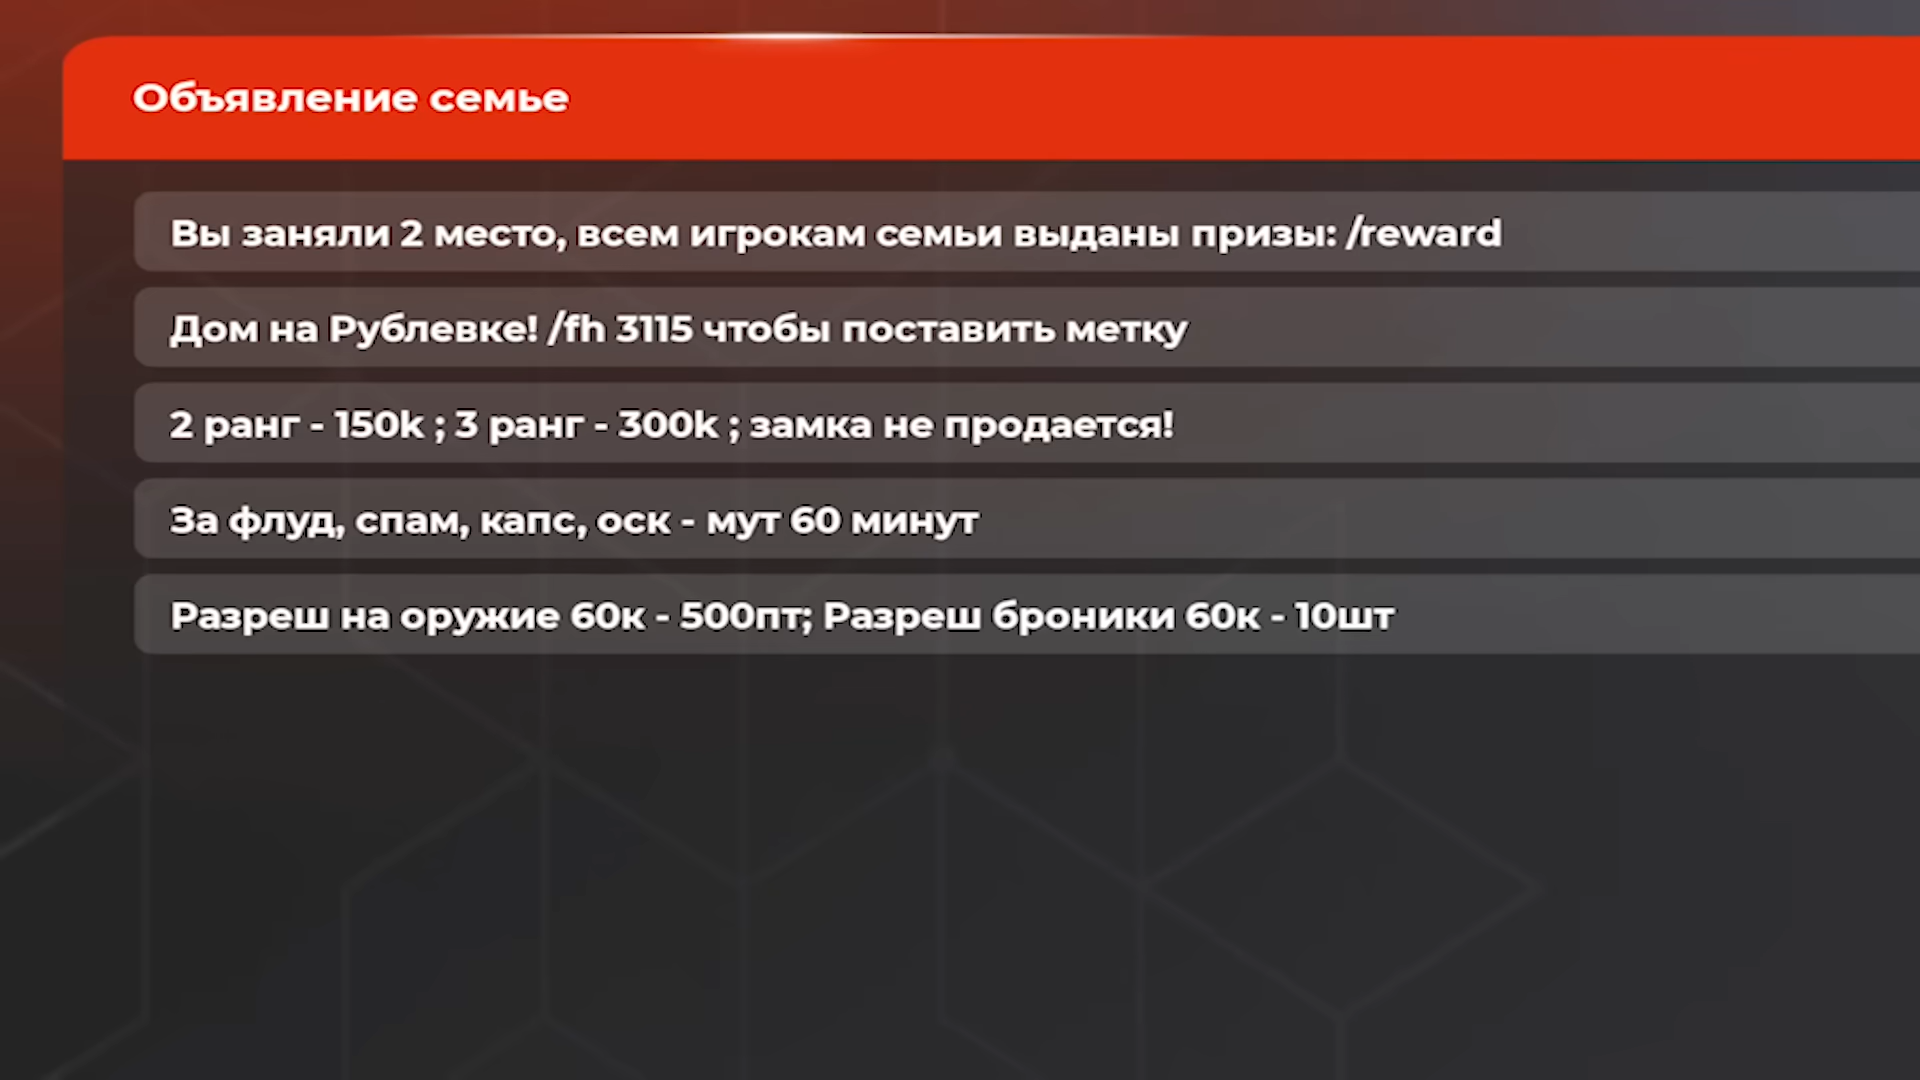 Объявление семье
Вы заняли 2 место, всем игрокам семьи выданы призы: /reward
Дом на Рублевке! /fh 3115 чтобы поставить метку
2 ранг - 150k ; 3 ранг - 300k ; замка не продается!
За флуд, спам, капс, оск - мут 60 минут
Разреш на оружие 60к - 500пт; Разреш броники 60к - 10шт